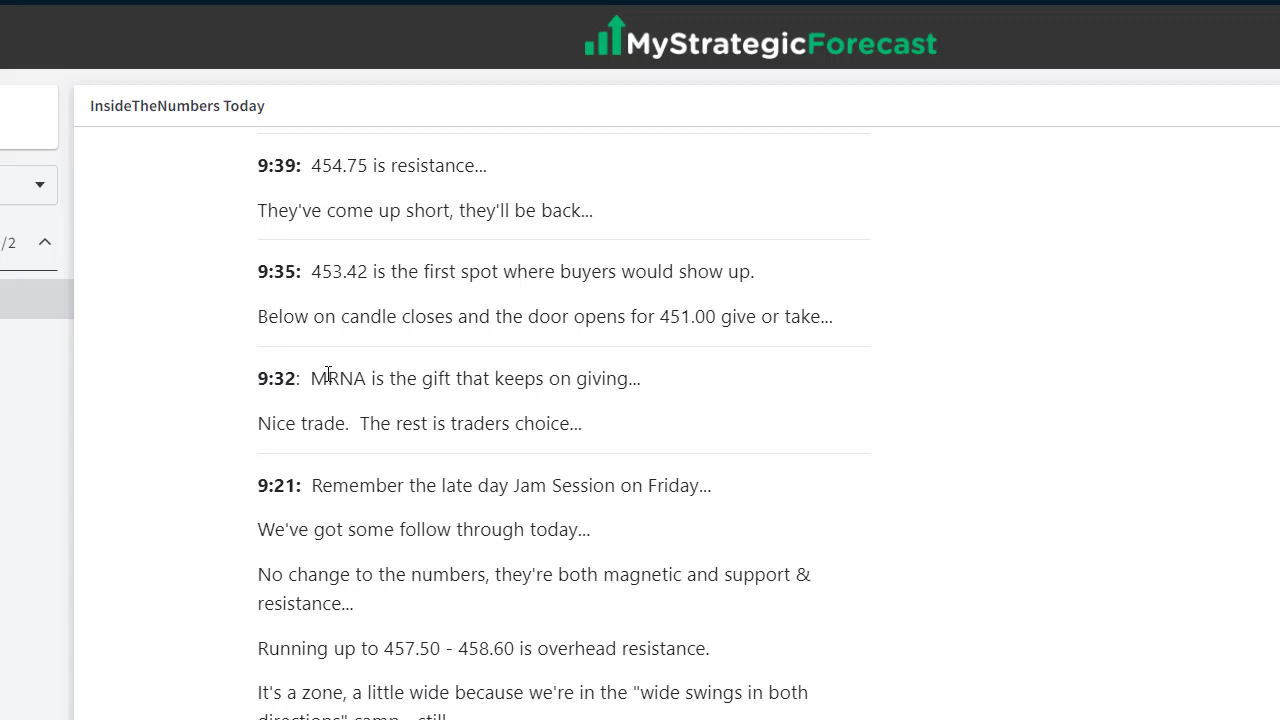 MyStrategicForecast
InsideTheNumbers Today
9:39: 454.75 is resistance...
They've come up short, they'll be back...
/2
9:35: 453.42 is the first spot where buyers would show up.
Below on candle closes and the door opens for 451.00 give or take...
9:32: MRNA is the gift that keeps on giving...
Nice trade. The rest is traders choice...
9:21: Remember the late day Jam Session on Friday...
We've got some follow through today...
No change to the numbers, they're both magnetic and support &
resistance...
Running up to 457.50 - 458.60 is overhead resistance.
It's a zone, a little wide because we're in the "wide swings in both
directions" camp... still